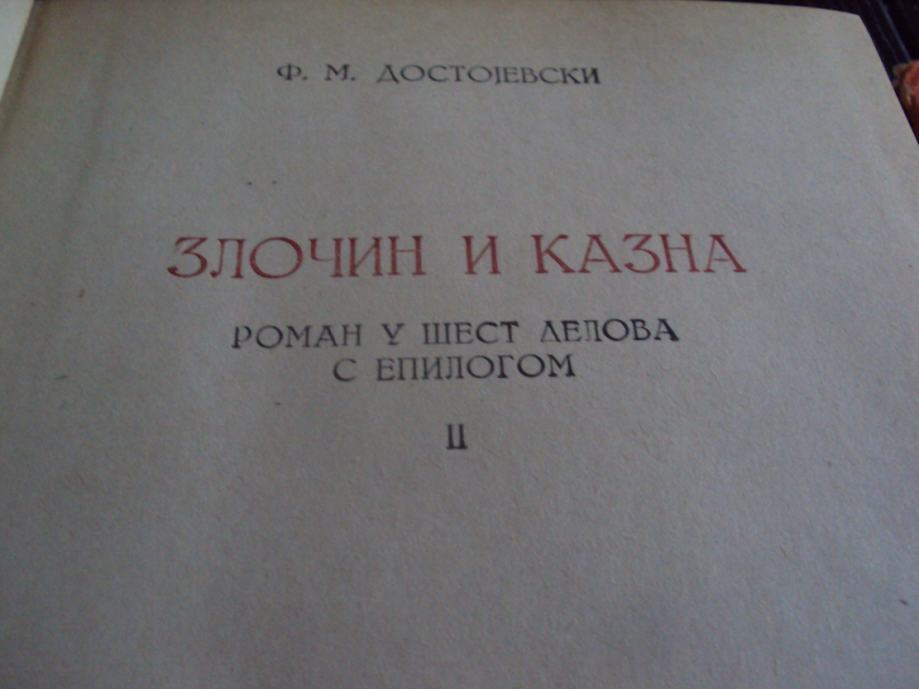 Ф. М. ДОСТОЈЕВСКИ
ЗЛОЧИН И КАЗНА
РОМАН У ШЕСТ ДЕЛОВА
С ЕПИЛОГОМ
II